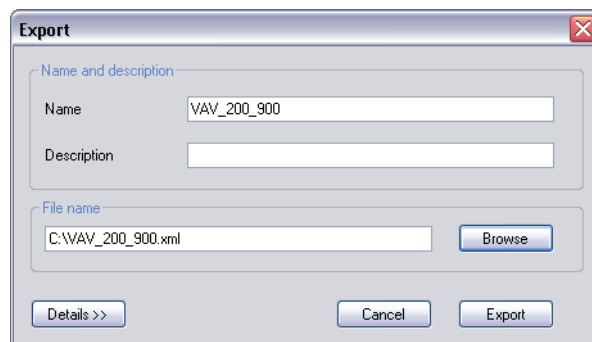 Export
Name and description
Name VAV_200_900
Description
File name
C:\VAV_200_900.xml Browse
Details >> Cancel Export